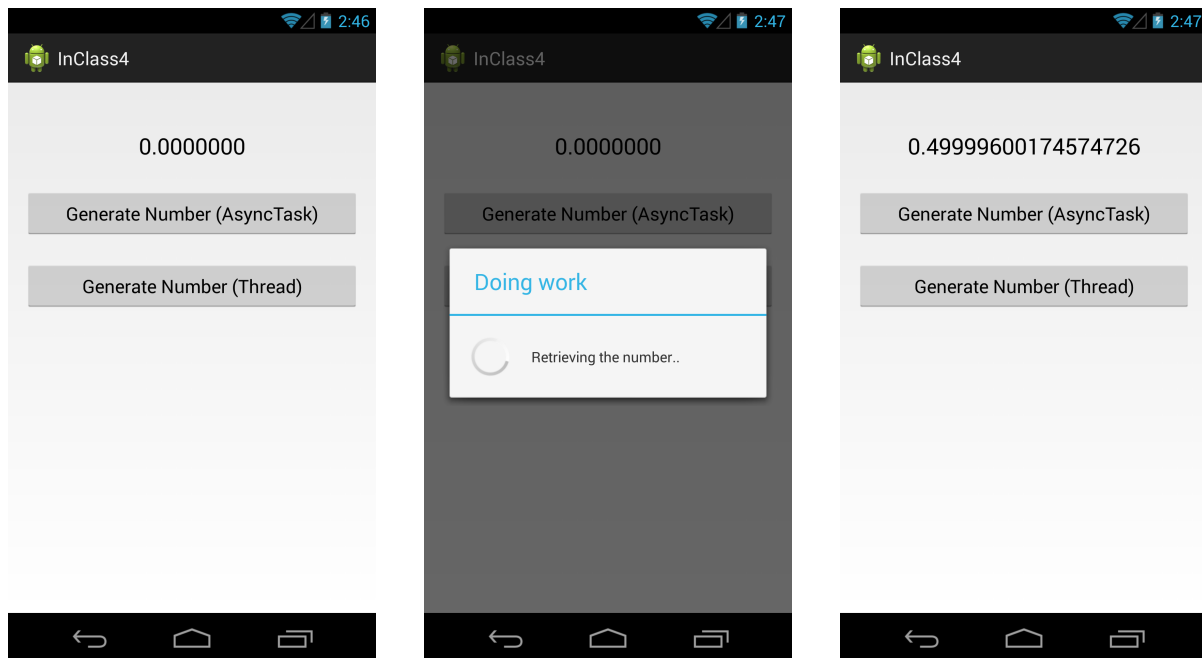 2:46
InClass4
0.0000000
Generate Number (AsyncTask)
Generate Number (Thread)
2:47
InClass4
0.0000000
Generate Number (AsyncTask)
Doing work
Retrieving the number..
2:47
InClass4
0.49999600174574726
Generate Number (AsyncTask)
Generate Number (Thread)